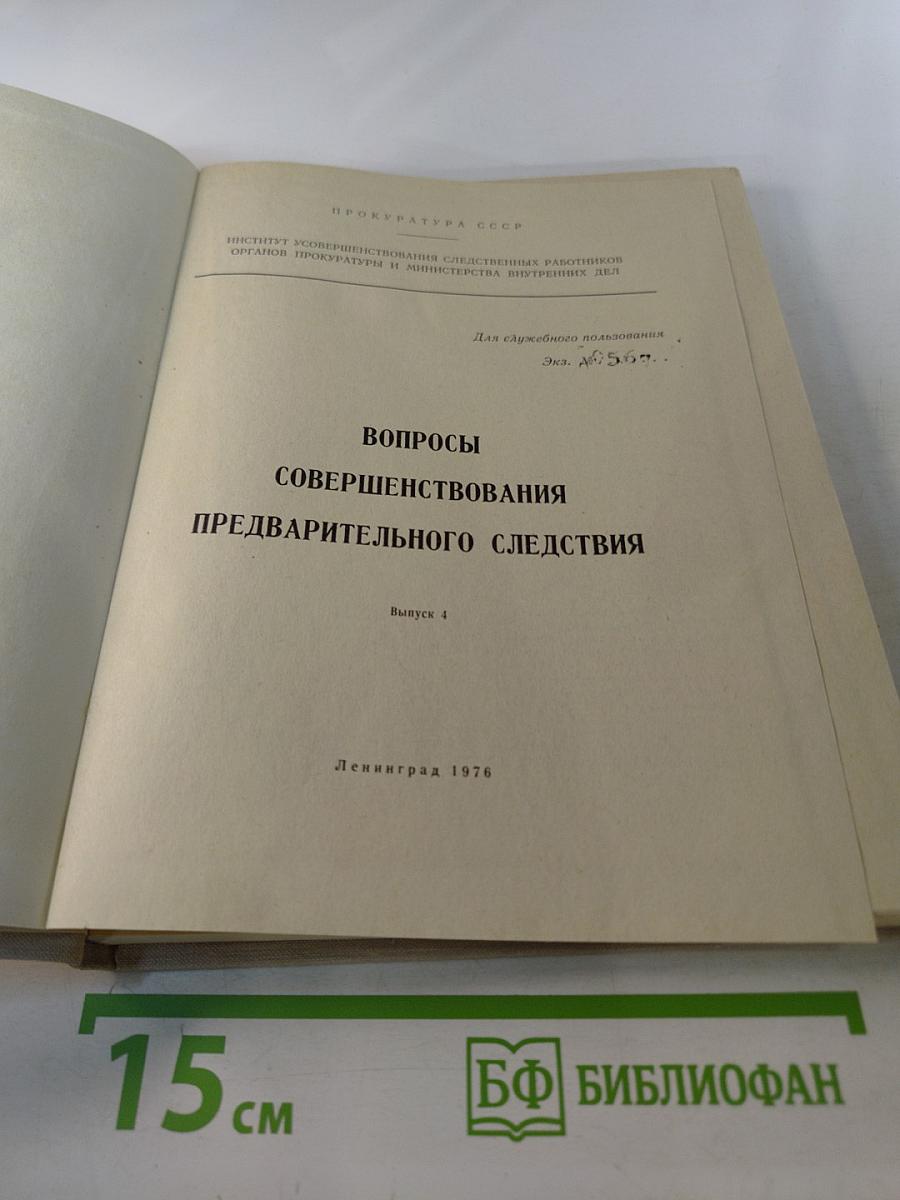 ПРОКУРАТУРА СССР
ИНСТИТУТ УСОВЕРШЕНСТВОВАНИЯ СЛЕДСТВЕННЫХ РАБОТНИКОВ
ОРГАНОВ ПРОКУРАТУРЫ И МИНИСТЕРСТВА ВНУТРЕННИХ ДЕЛ
Для служебного пользования
Экз. №
ВОПРОСЫ
СОВЕРШЕНСТВОВАНИЯ
ПРЕДВАРИТЕЛЬНОГО СЛЕДСТВИЯ
Выпуск 4
Ленинград 1976
15 см
БФ БИБЛИОФАН